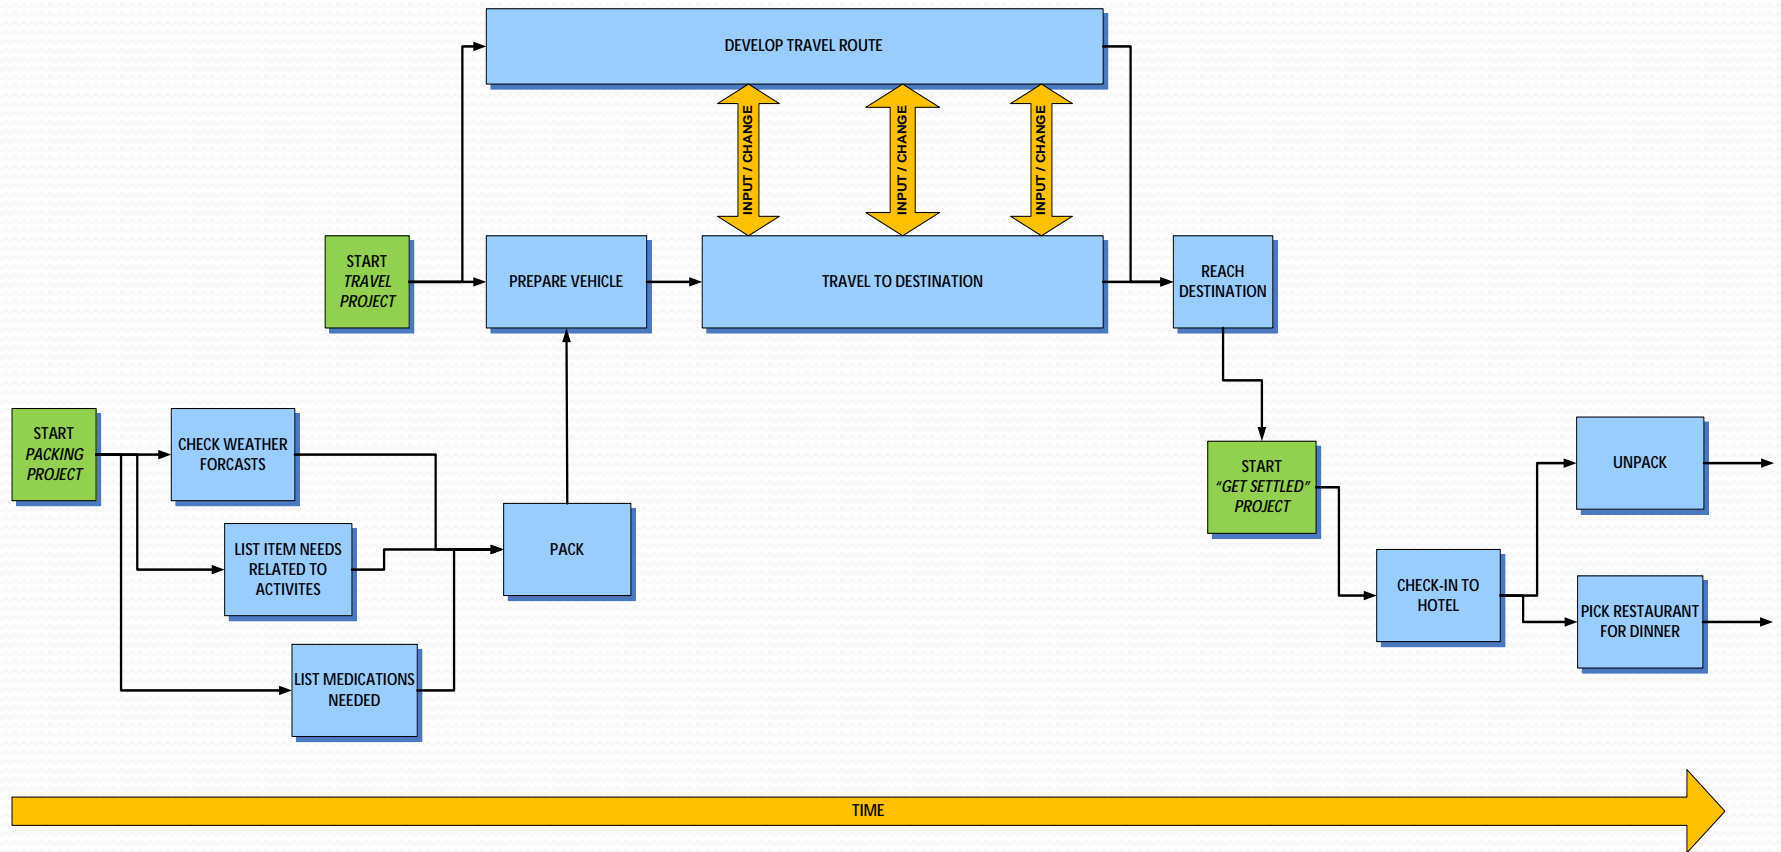 DEVELOP TRAVEL ROUTE
INPUT / CHANGE
INPUT / CHANGE
INPUT / CHANGE
START
TRAVEL
PROJECT
PREPARE VEHICLE
TRAVEL TO DESTINATION
REACH
DESTINATION
START
PACKING
PROJECT
CHECK WEATHER
FORCASTS
LIST ITEM NEEDS
RELATED TO
ACTIVITES
LIST MEDICATIONS
NEEDED
PACK
START
“GET SETTLED”
PROJECT
CHECK-IN TO
HOTEL
UNPACK
PICK RESTAURANT
FOR DINNER
TIME